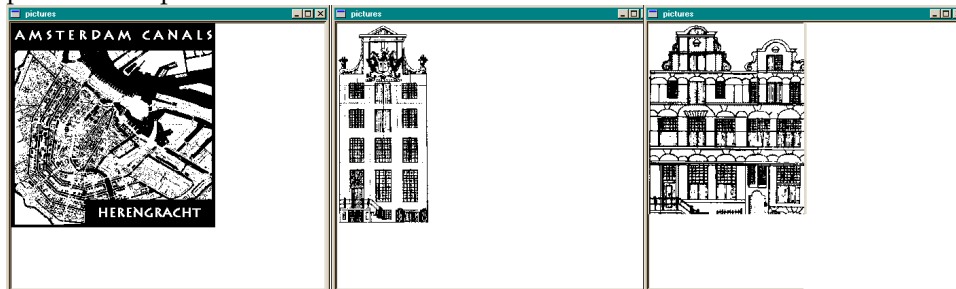 pictures
pictures
pictures
AMSTERDAM CANALS
HERENGRACHT